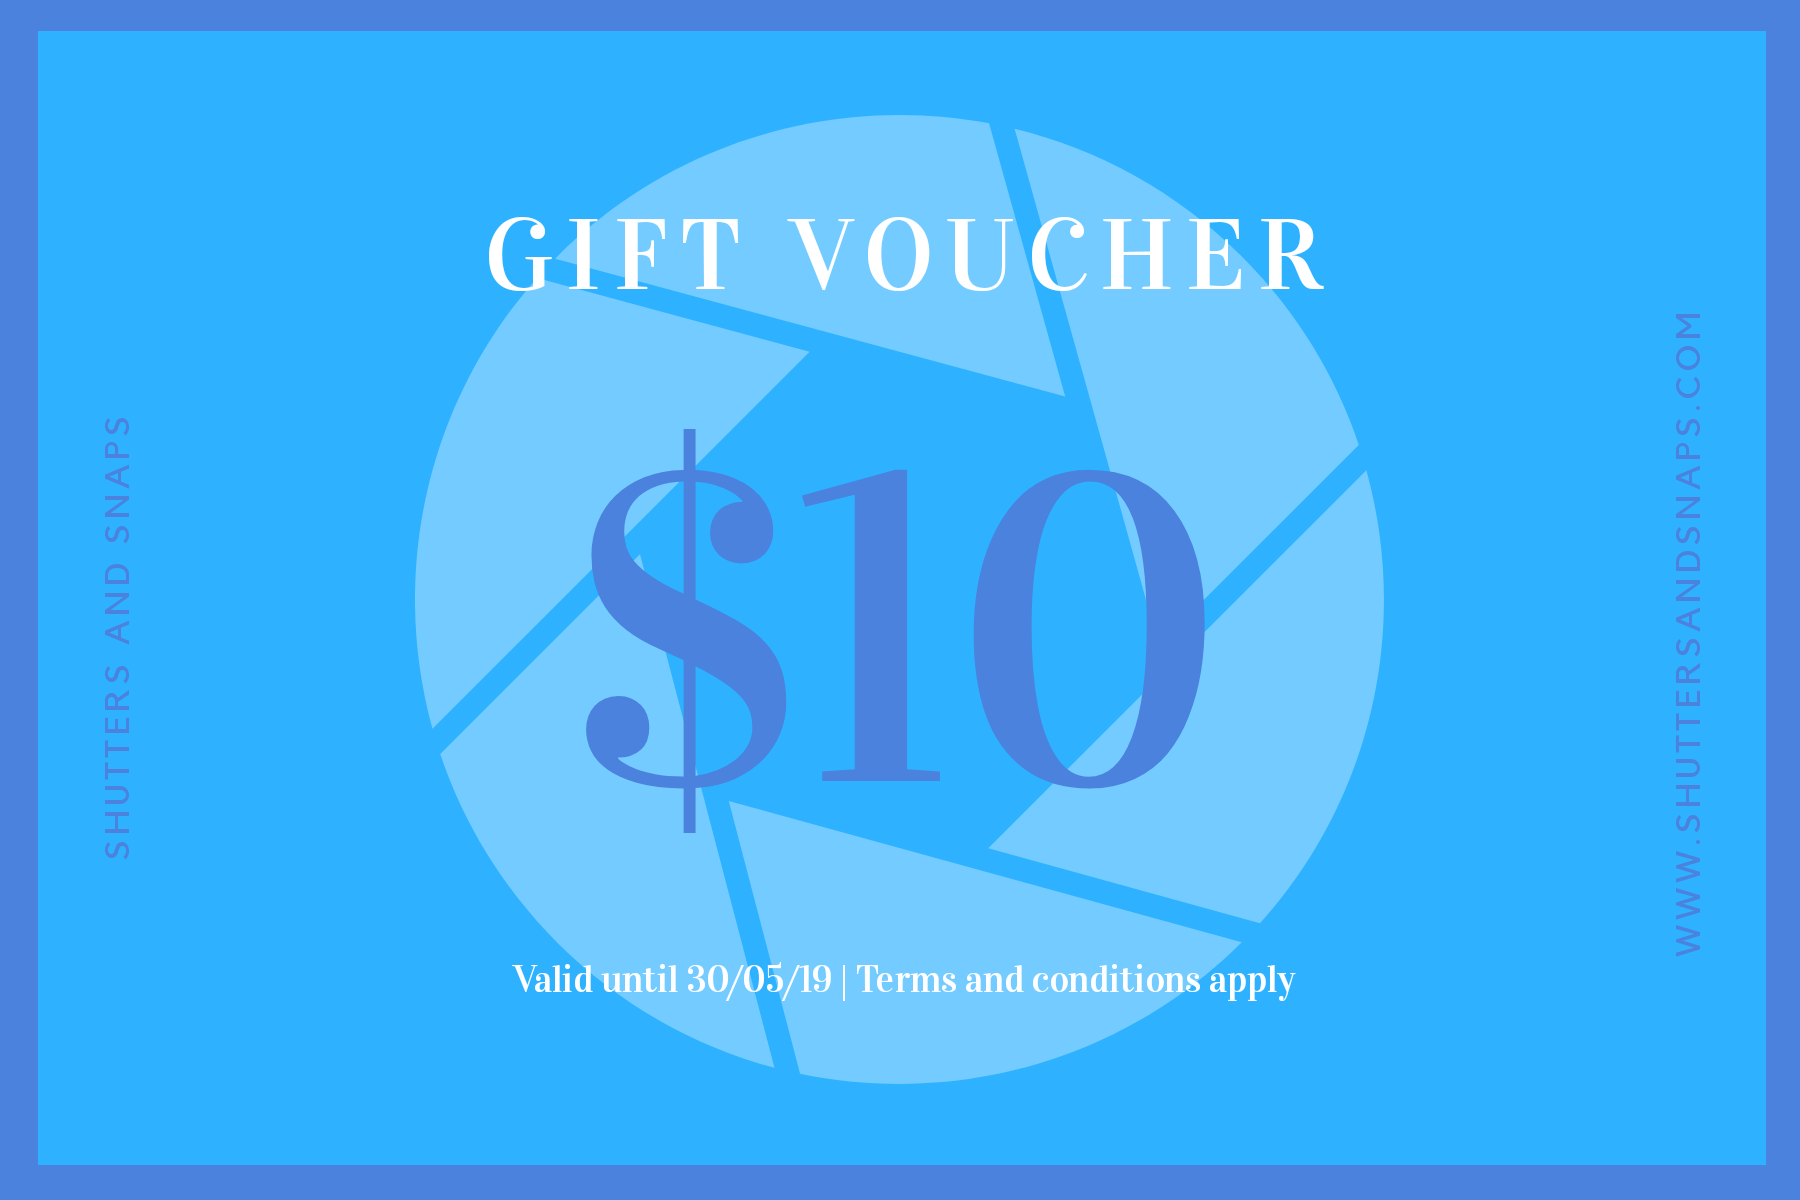 GIFT VOUCHER
$10
SHUTTERS AND SNAPS
WWW.SHUTTERSANDSNAPS.COM
Valid until 30/05/19 | Terms and conditions apply